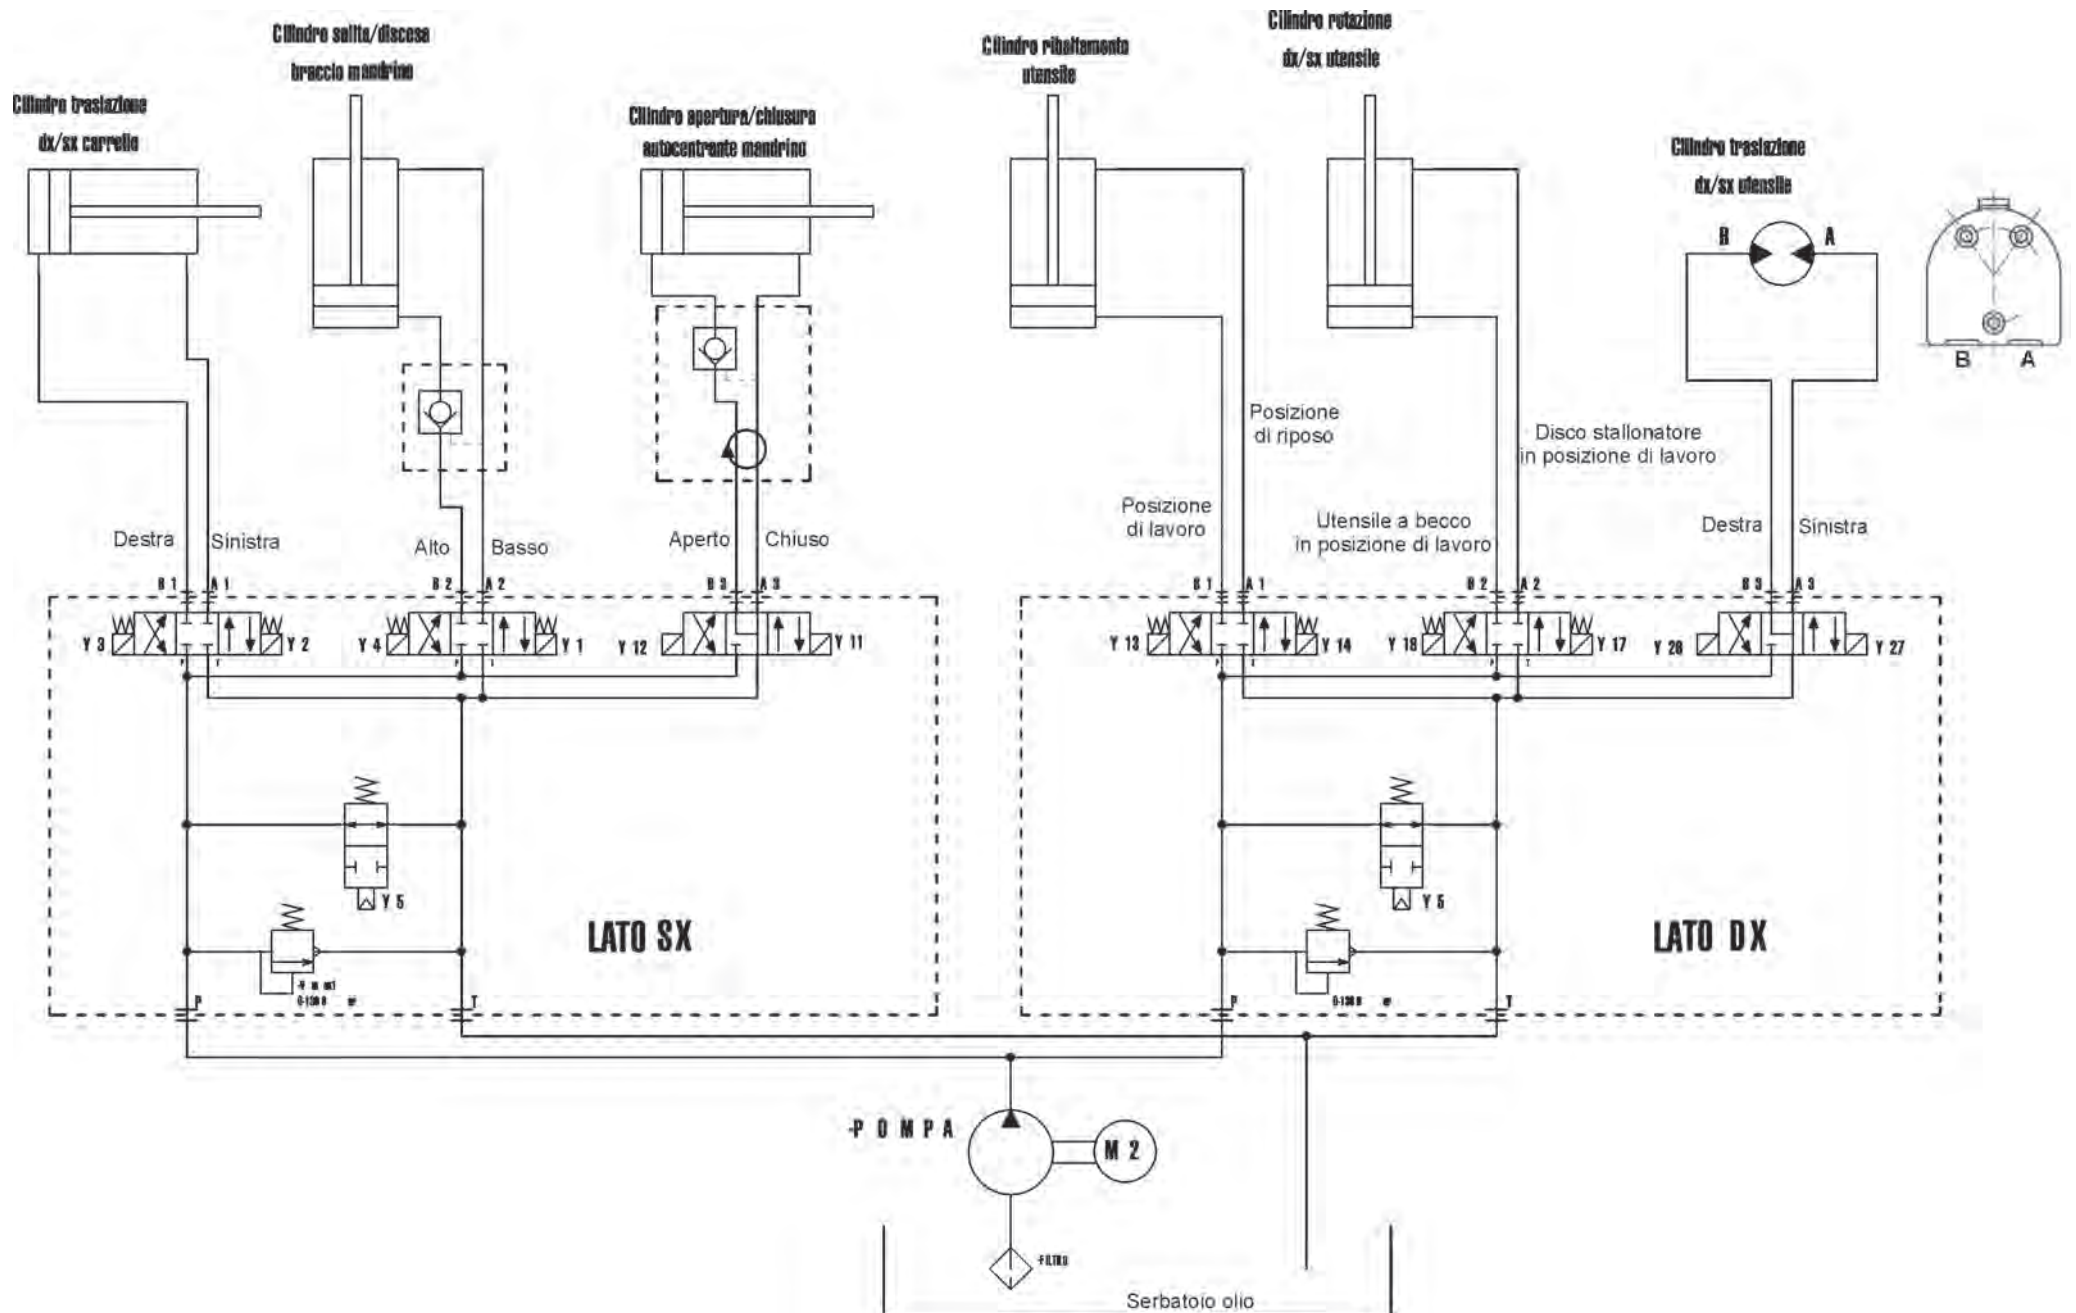 Cilindro traslazione
dx/sx carrello
Cilindro salita/discesa
braccio mandrino
Cilindro apertura/chiusura
autocentrante mandrino
Cilindro ribaltamento
utensile
Cilindro rotazione
dx/sx utensile
Cilindro traslazione
dx/sx utensile
A
B
A
Posizione
di riposo
Disco stallonatore
in posizione di lavoro
Posizione
di lavoro
Utensile a becco
in posizione di lavoro
Destra
Sinistra
Alto
Basso
Aperto
Chiuso
Destra
Sinistra
B 1
A 1
B 2
A 2
B 3
A 3
B 1
A 1
B 2
A 2
B 3
A 3
Y 3
Y 2
Y 4
Y 1
Y 12
Y 11
Y 13
Y 14
Y 18
Y 17
Y 28
Y 27
P
T
P
T
P
T
P
T
Y 5
Y 5
LATO SX
LATO DX
P
T
P
T
-POMPA
M 2
-FILTRO
Serbatoio olio